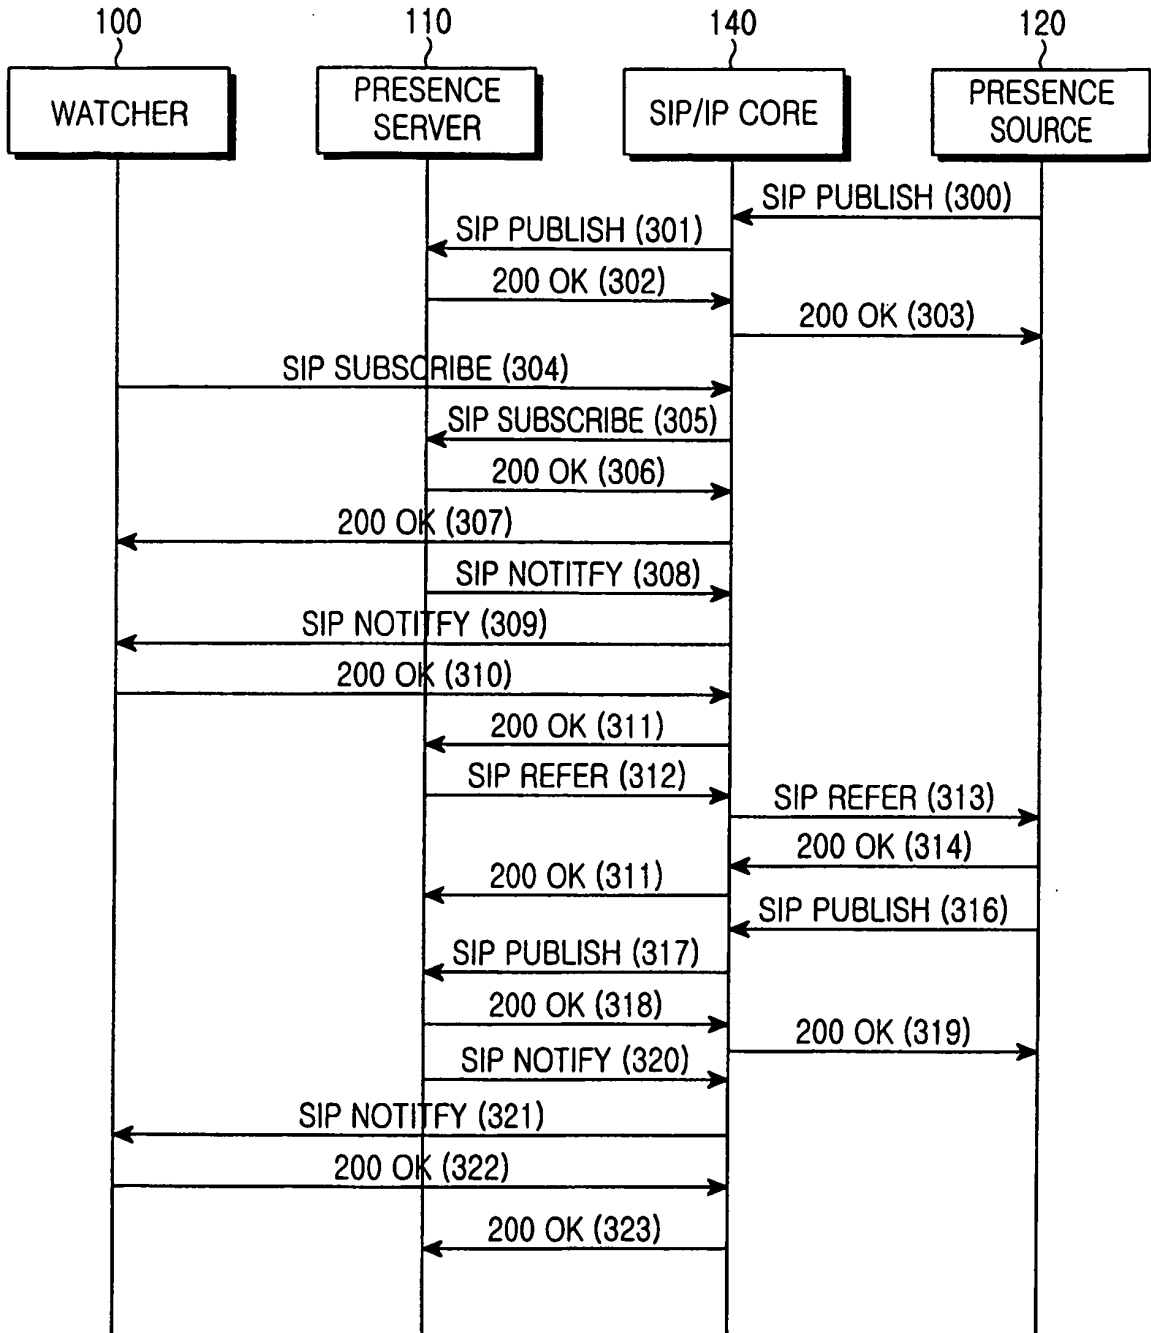 100
110
140
120
WATCHER
PRESENCE
SERVER
SIP/IP CORE
PRESENCE
SOURCE
SIP PUBLISH (300)
SIP PUBLISH (301)
200 OK (302)
200 OK (303)
SIP SUBSCRIBE (304)
SIP SUBSCRIBE (305)
200 OK (306)
200 OK (307)
SIP NOTITFY (308)
SIP NOTITFY (309)
200 OK (310)
200 OK (311)
SIP REFER (312)
SIP REFER (313)
200 OK (314)
200 OK (311)
SIP PUBLISH (316)
SIP PUBLISH (317)
200 OK (318)
200 OK (319)
SIP NOTIFY (320)
SIP NOTITFY (321)
200 OK (322)
200 OK (323)